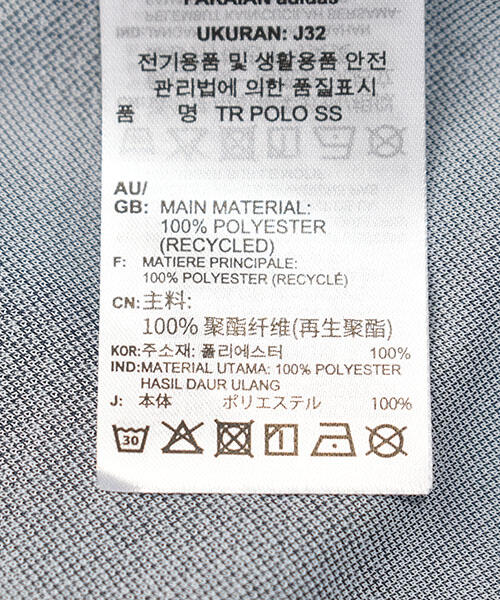 PAKAIAN adidas
UKURAN: J32
전기용품 및 생활용품 안전
관리법에 의한 품질표시
품 명 TR POLO SS
AU/
GB: MAIN MATERIAL:
100% POLYESTER
(RECYCLED)
F: MATIERE PRINCIPALE:
100% POLYESTER (RECYCLÉ)
CN: 主料:
100% 聚酯纤维(再生聚酯)
KOR: 주소재: 폴리에스터 100%
IND: MATERIAL UTAMA: 100% POLYESTER
HASIL DAUR ULANG
J: 本体 ポリエステル 100%
30